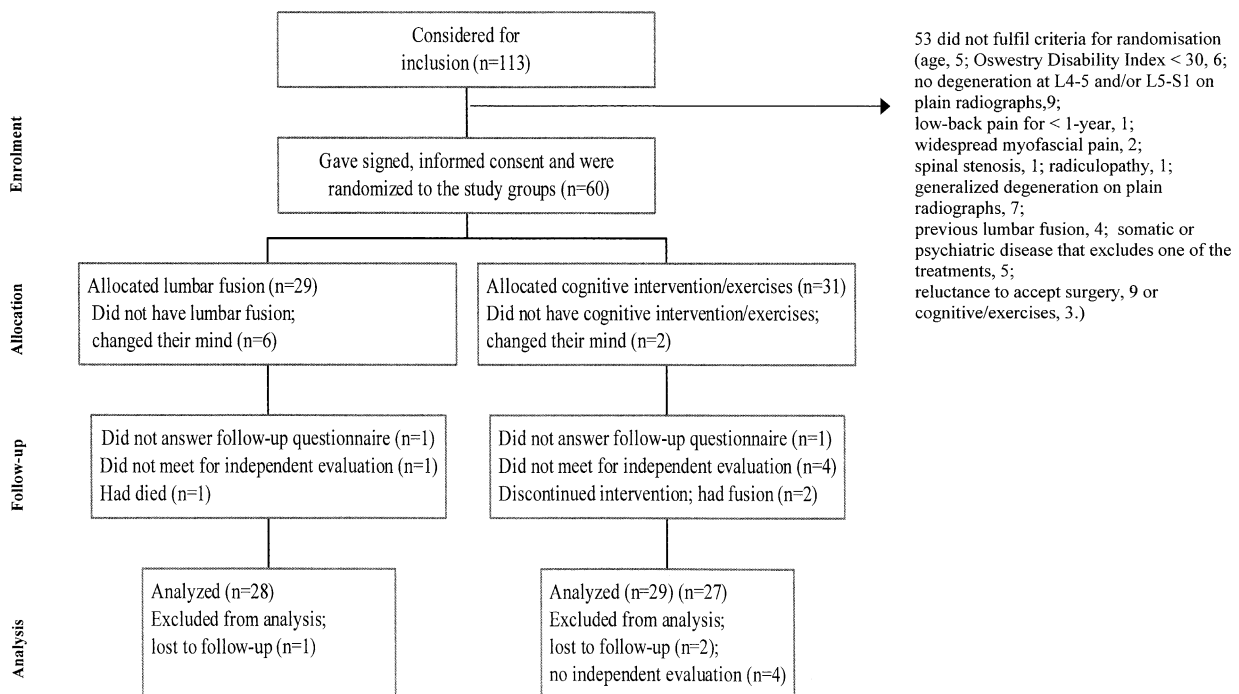 Considered for
inclusion (n=113)
53 did not fulfil criteria for randomisation
(age, 5; Oswestry Disability Index < 30, 6;
no degeneration at L4-5 and/or L5-S1 on
plain radiographs,9;
low-back pain for < 1-year, 1;
widespread myofascial pain, 2;
spinal stenosis, 1; radiculopathy, 1;
generalized degeneration on plain
radiographs, 7;
previous lumbar fusion, 4; somatic or
psychiatric disease that excludes one of the
treatments, 5;
reluctance to accept surgery, 9 or
cognitive/exercises, 3.)
Enrolment
Gave signed, informed consent and were
randomized to the study groups (n=60)
Allocation
Allocated lumbar fusion (n=29)
Did not have lumbar fusion;
changed their mind (n=6)
Allocated cognitive intervention/exercises (n=31)
Did not have cognitive intervention/exercises;
changed their mind (n=2)
Follow-up
Did not answer follow-up questionnaire (n=1)
Did not meet for independent evaluation (n=1)
Had died (n=1)
Did not answer follow-up questionnaire (n=1)
Did not meet for independent evaluation (n=4)
Discontinued intervention; had fusion (n=2)
Analysis
Analyzed (n=28)
Excluded from analysis;
lost to follow-up (n=1)
Analyzed (n=29) (n=27)
Excluded from analysis;
lost to follow-up (n=2);
no independent evaluation (n=4)